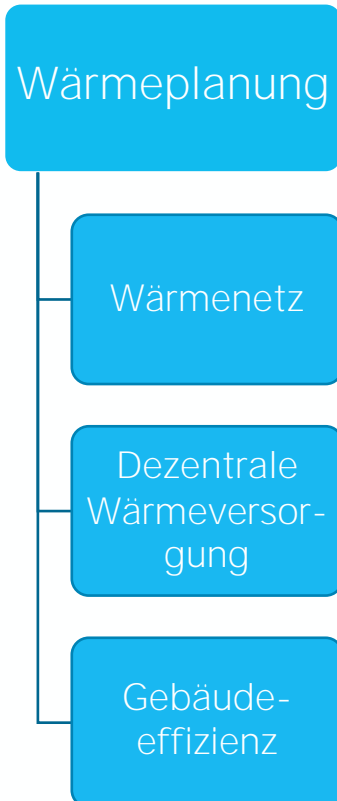 Wärmeplanung
Wärmenetz
Dezentrale
Wärmeversor-
gung
Gebäude-
effizienz